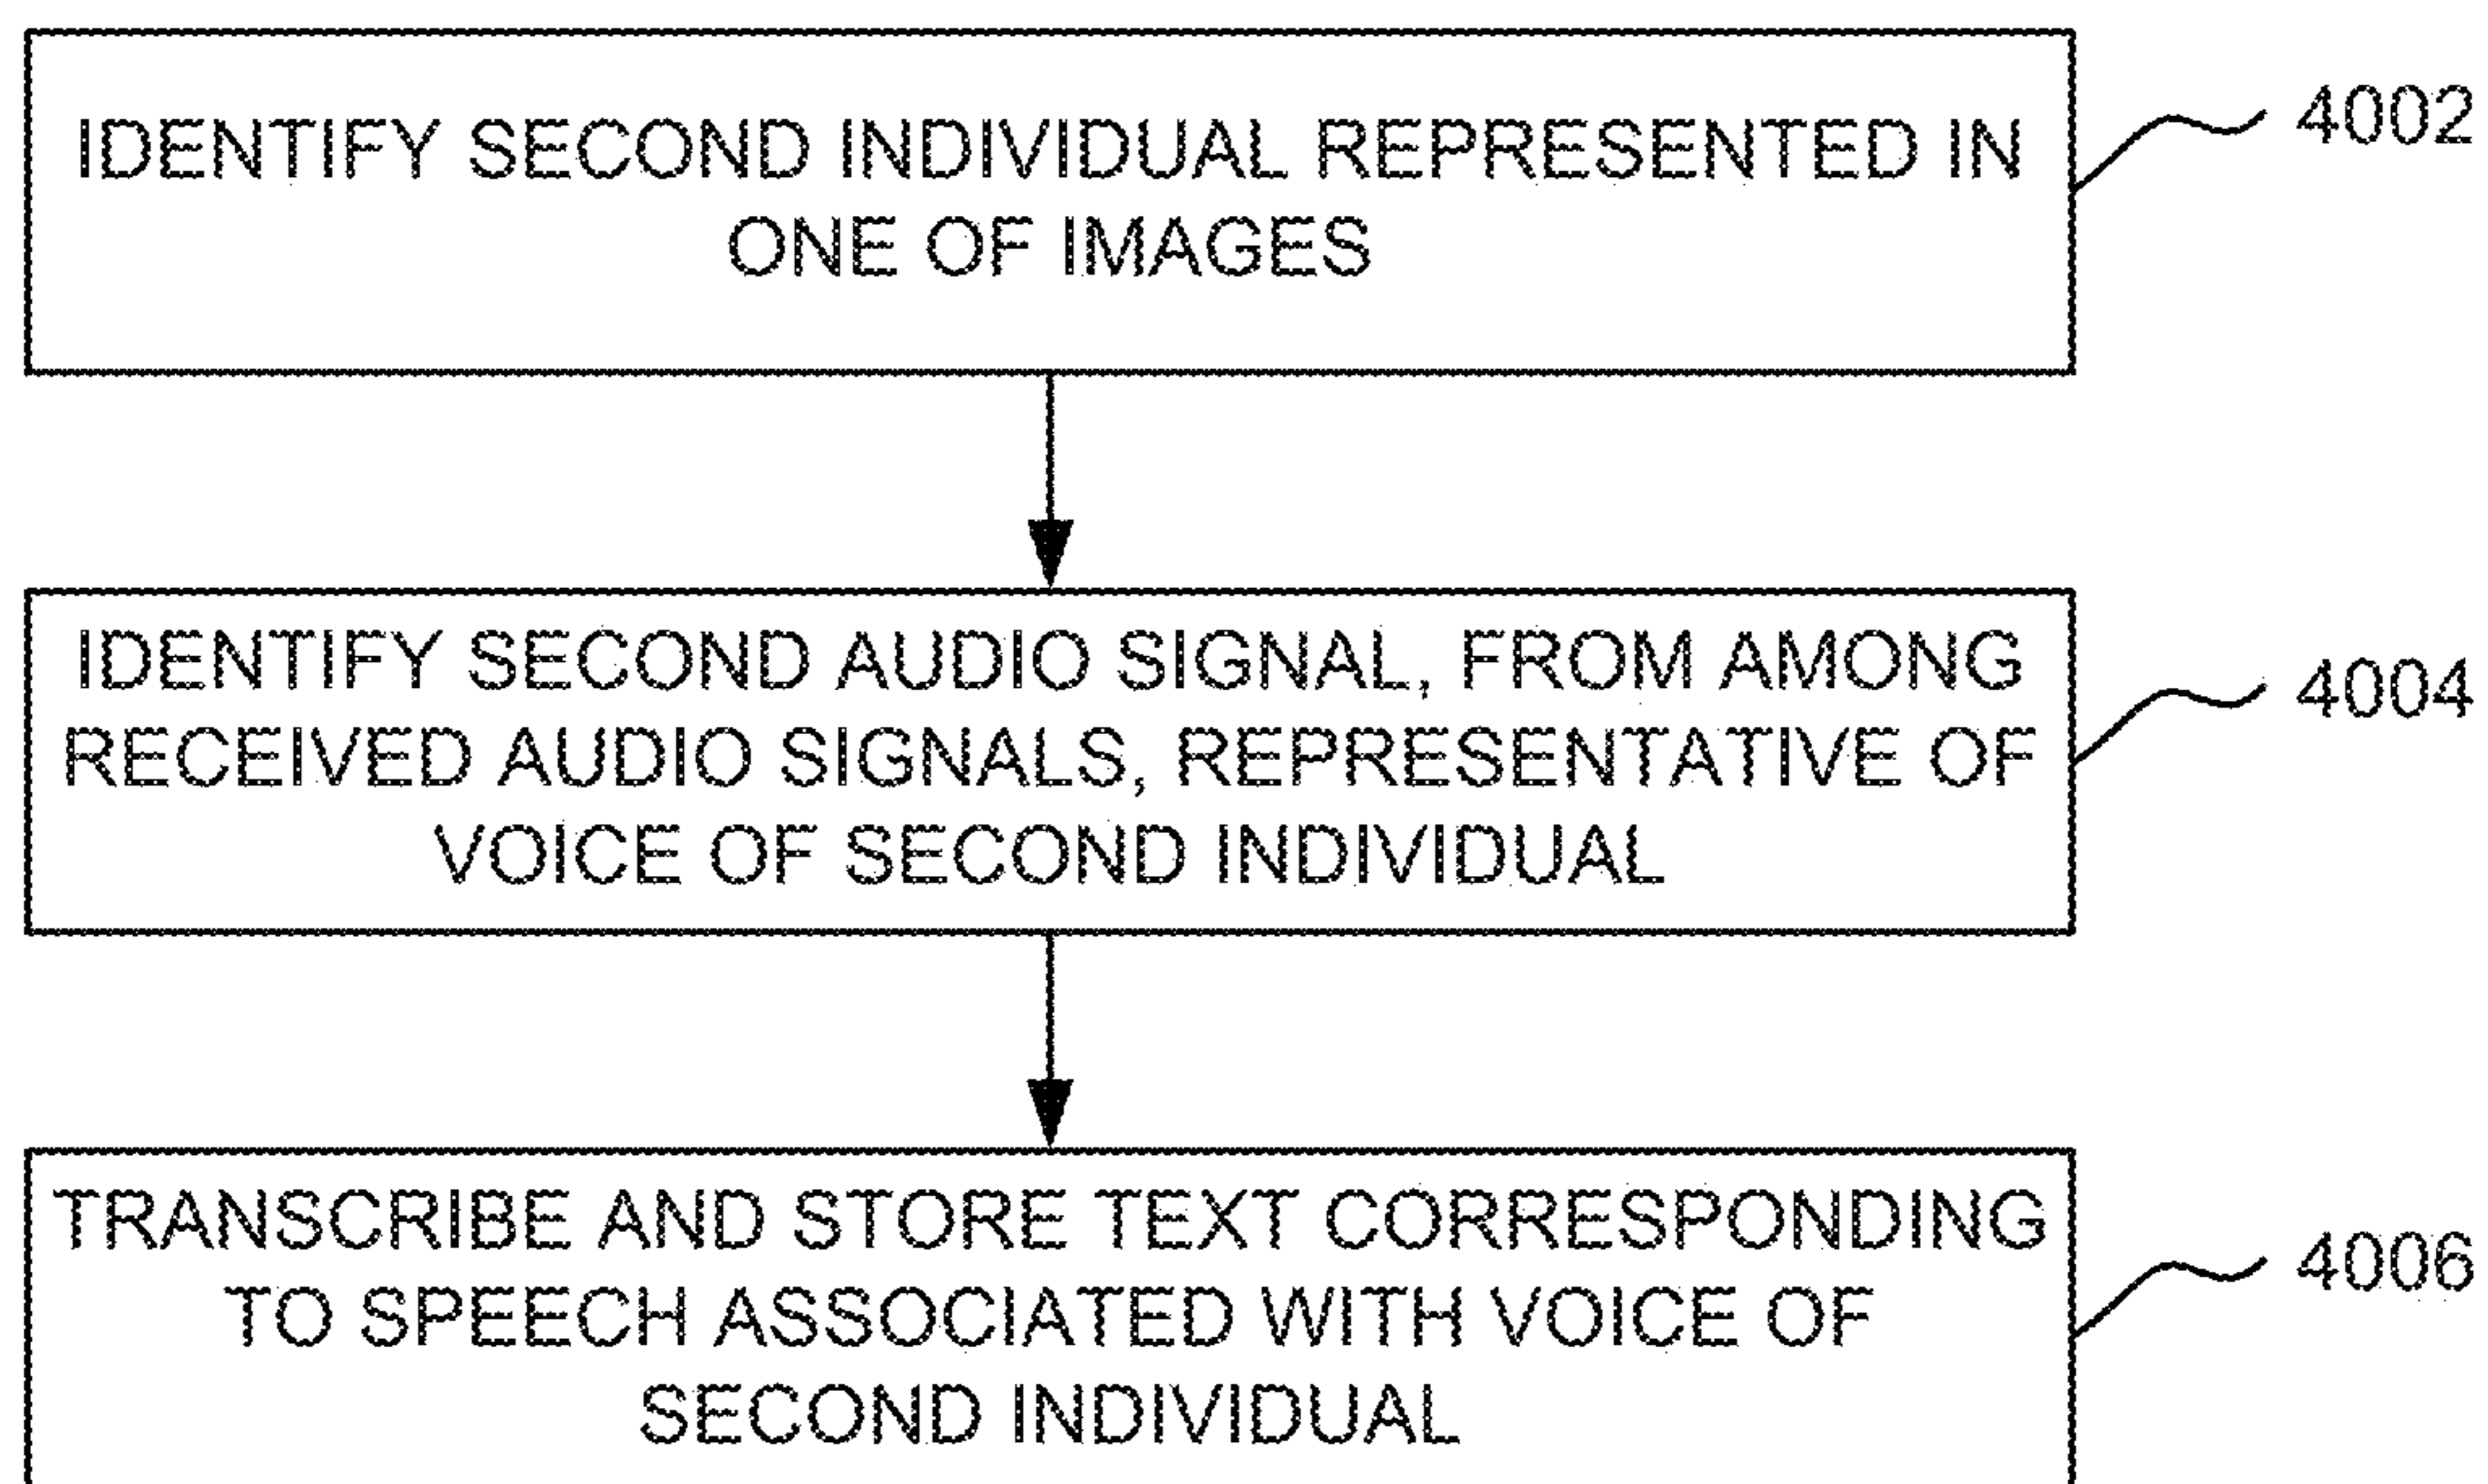 IDENTIFY SECOND INDIVIDUAL REPRESENTED IN
ONE OF IMAGES
4002
IDENTIFY SECOND AUDIO SIGNAL, FROM AMONG
RECEIVED AUDIO SIGNALS, REPRESENTATIVE OF
VOICE OF SECOND INDIVIDUAL
4004
TRANSCRIBE AND STORE TEXT CORRESPONDING
TO SPEECH ASSOCIATED WITH VOICE OF
SECOND INDIVIDUAL
4006